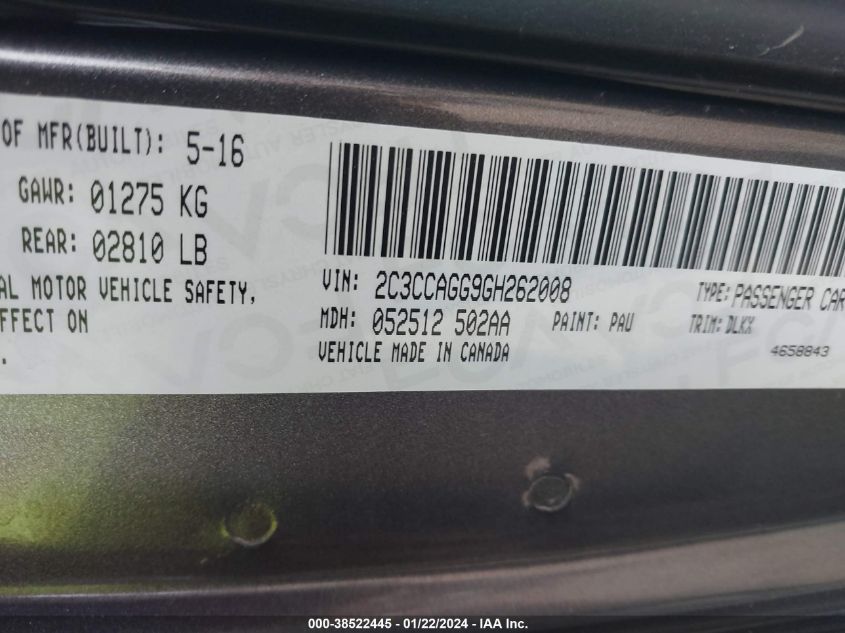 OF MFR(BUILT): 5-16
GAWR: 01275 KG
REAR: 02810 LB
AL MOTOR VEHICLE SAFETY,
FFECT ON
.
VIN: 2C3CCAGG9GH262008
TYPE: PASSENGER CAR
MDH: 052512 502AA
PAINT: PAU
TRIM: DLKX
VEHICLE MADE IN CANADA
4658843
000-38522445 - 01/22/2024 - IAA Inc.